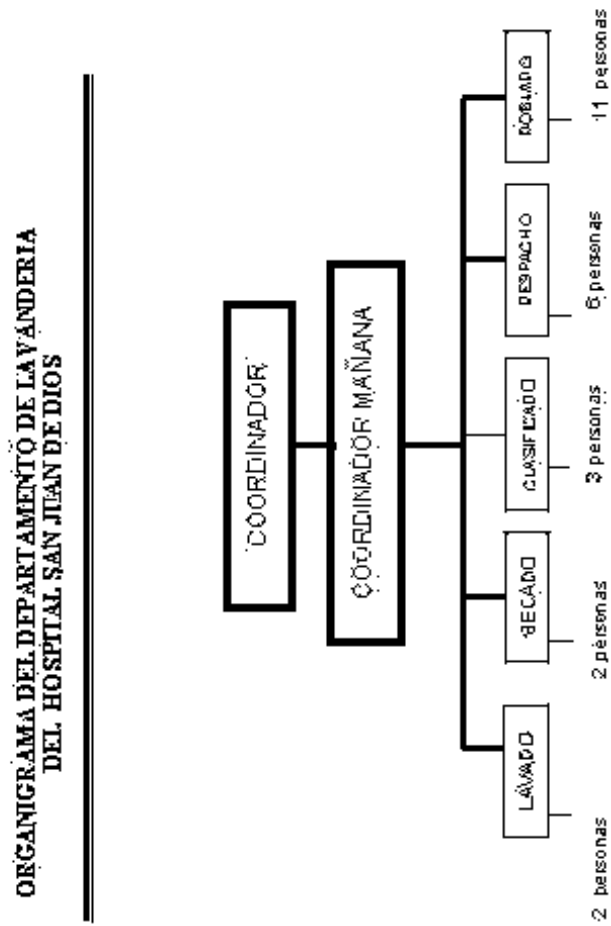 ORGANIGRAMA DEL DEPARTAMENTO DE LAVANDERIA
DEL HOSPITAL SAN JUAN DE DIOS
COORDINADOR
COORDINADOR MAÑANA
LAVADO
SECADO
CLASIFICADO
DESPACHO
DOBLADO
2 personas
2 personas
3 personas
6 personas
11 personas